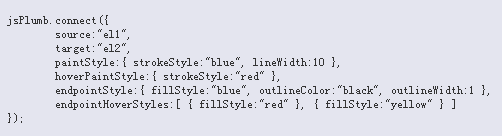 jsPlumb.connect({
        source:"el1",
        target:"el2",
        paintStyle:{ strokeStyle:"blue", lineWidth:10 },
        hoverPaintStyle:{ strokeStyle:"red" },
        endpointStyle:{ fillStyle:"blue", outlineColor:"black", outlineWidth:1 },
        endpointHoverStyles:[ { fillStyle:"red" }, { fillStyle:"yellow" } ]
});